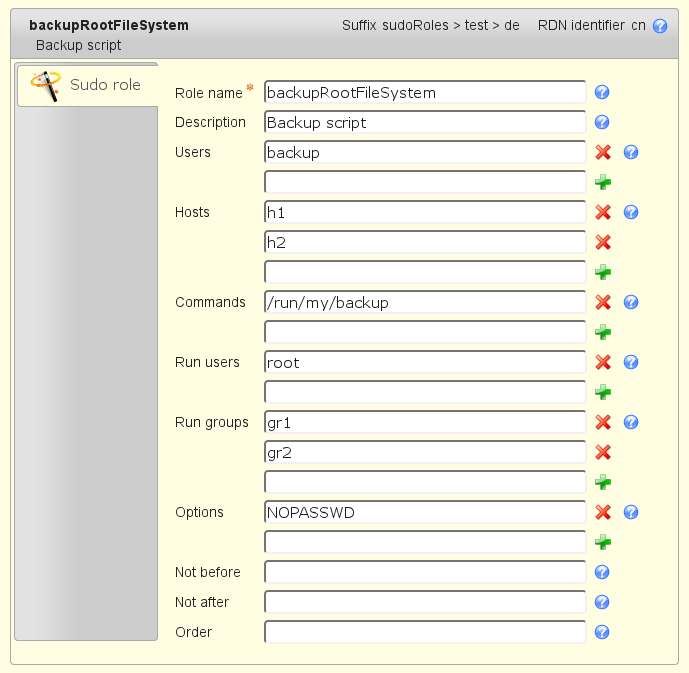 backupRootFileSystem Suffix sudoRoles > test > de RDN identifier cn ?
Backup script
Sudo role
Role name * backupRootFileSystem ?
Description Backup script ?
Users backup ?
Hosts h1 ?
h2
Commands /run/my/backup ?
Run users root ?
Run groups gr1 ?
gr2
Options NOPASSWD ?
Not before ?
Not after ?
Order ?